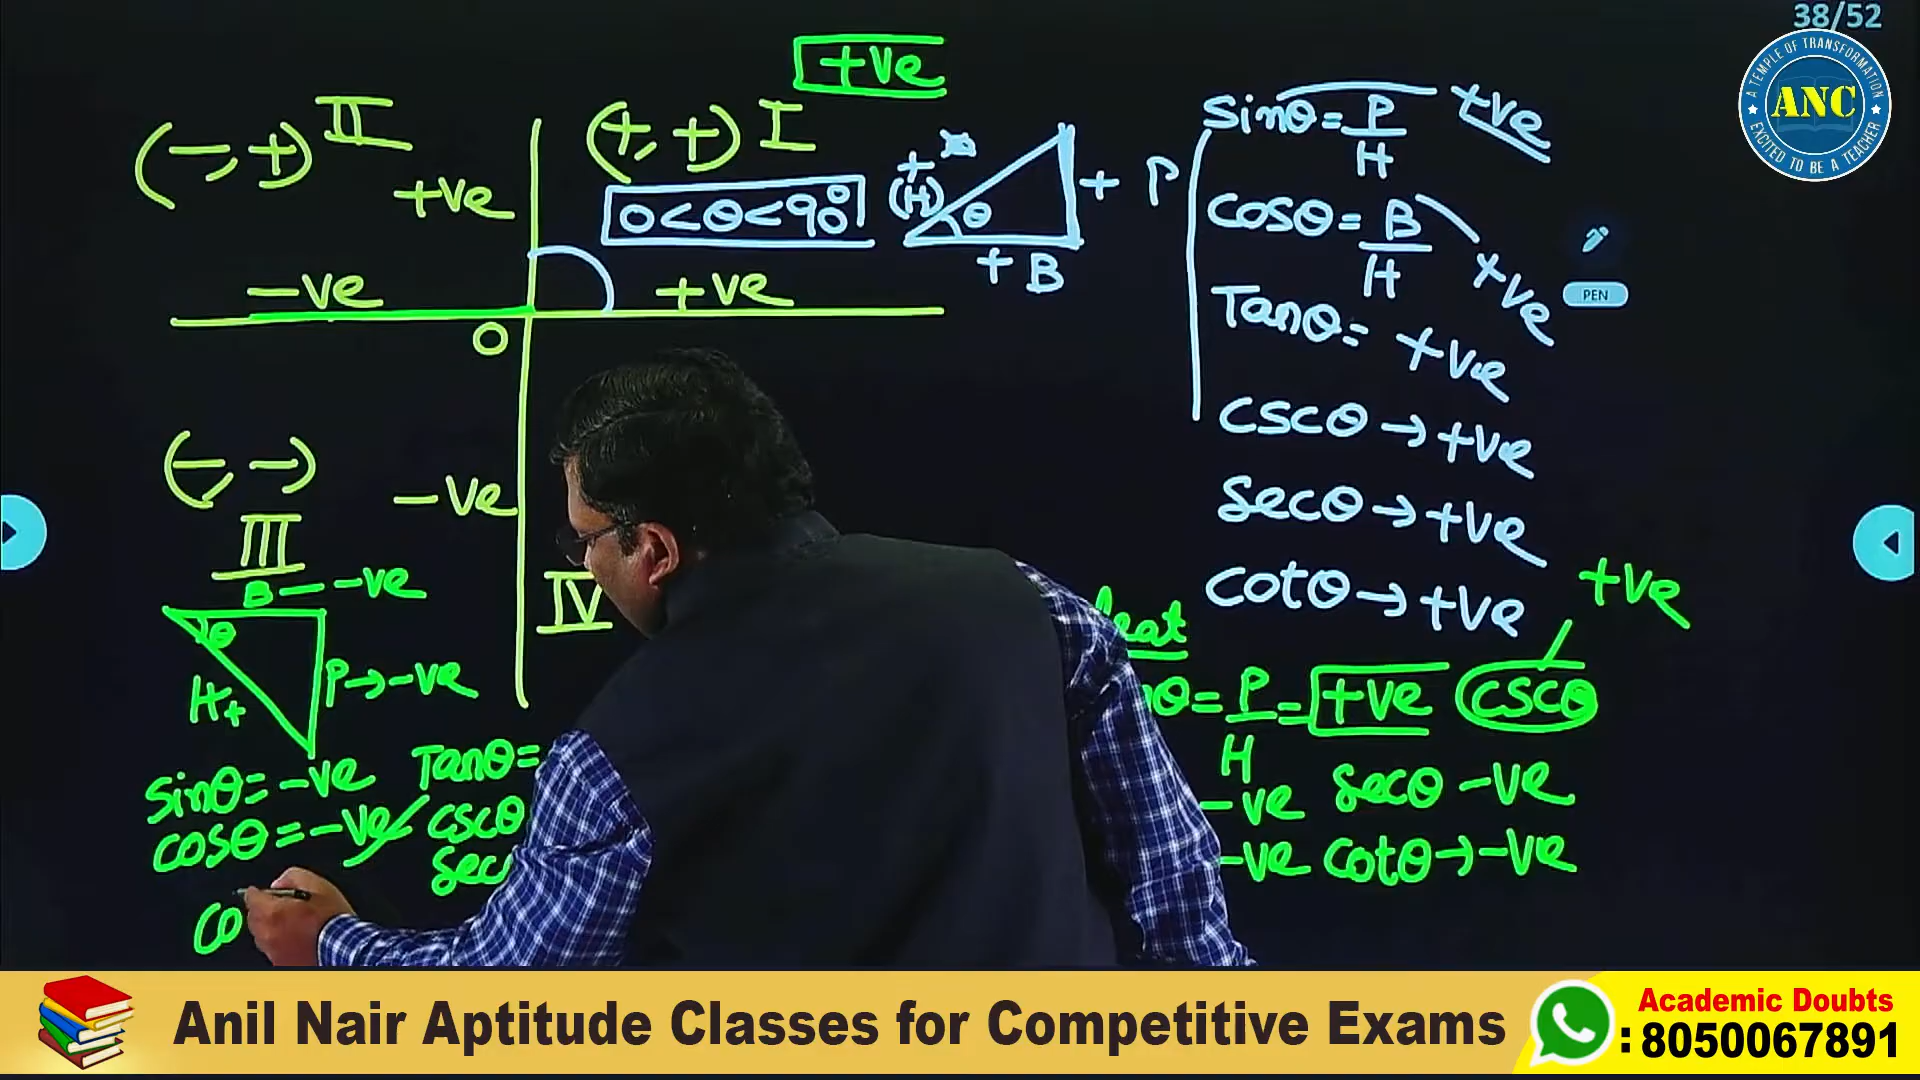 38/52
A TEMPLE OF TRANSFORMATION
ANC
EXCITED TO BE A TEACHER
+ve
(-,+) II
(+,+) I
+ve
0<θ<90°
+
(H)
θ
+ P
+ B
-ve
+ve
0
Sinθ = P/H +ve
Cosθ = B/H +ve
Tanθ = +ve
cscθ → +ve
Secθ → +ve
Cotθ → +ve
PEN
(-,-)
III
-ve
IV
B - -ve
θ
H+
P → -ve
Sinθ = -ve
Cosθ = -ve
Tanθ =
cscθ
Sec
Co
+ve
θ = P/H = +ve cscθ
-ve Secθ -ve
-ve Cotθ → -ve
Anil Nair Aptitude Classes for Competitive Exams
Academic Doubts
: 8050067891